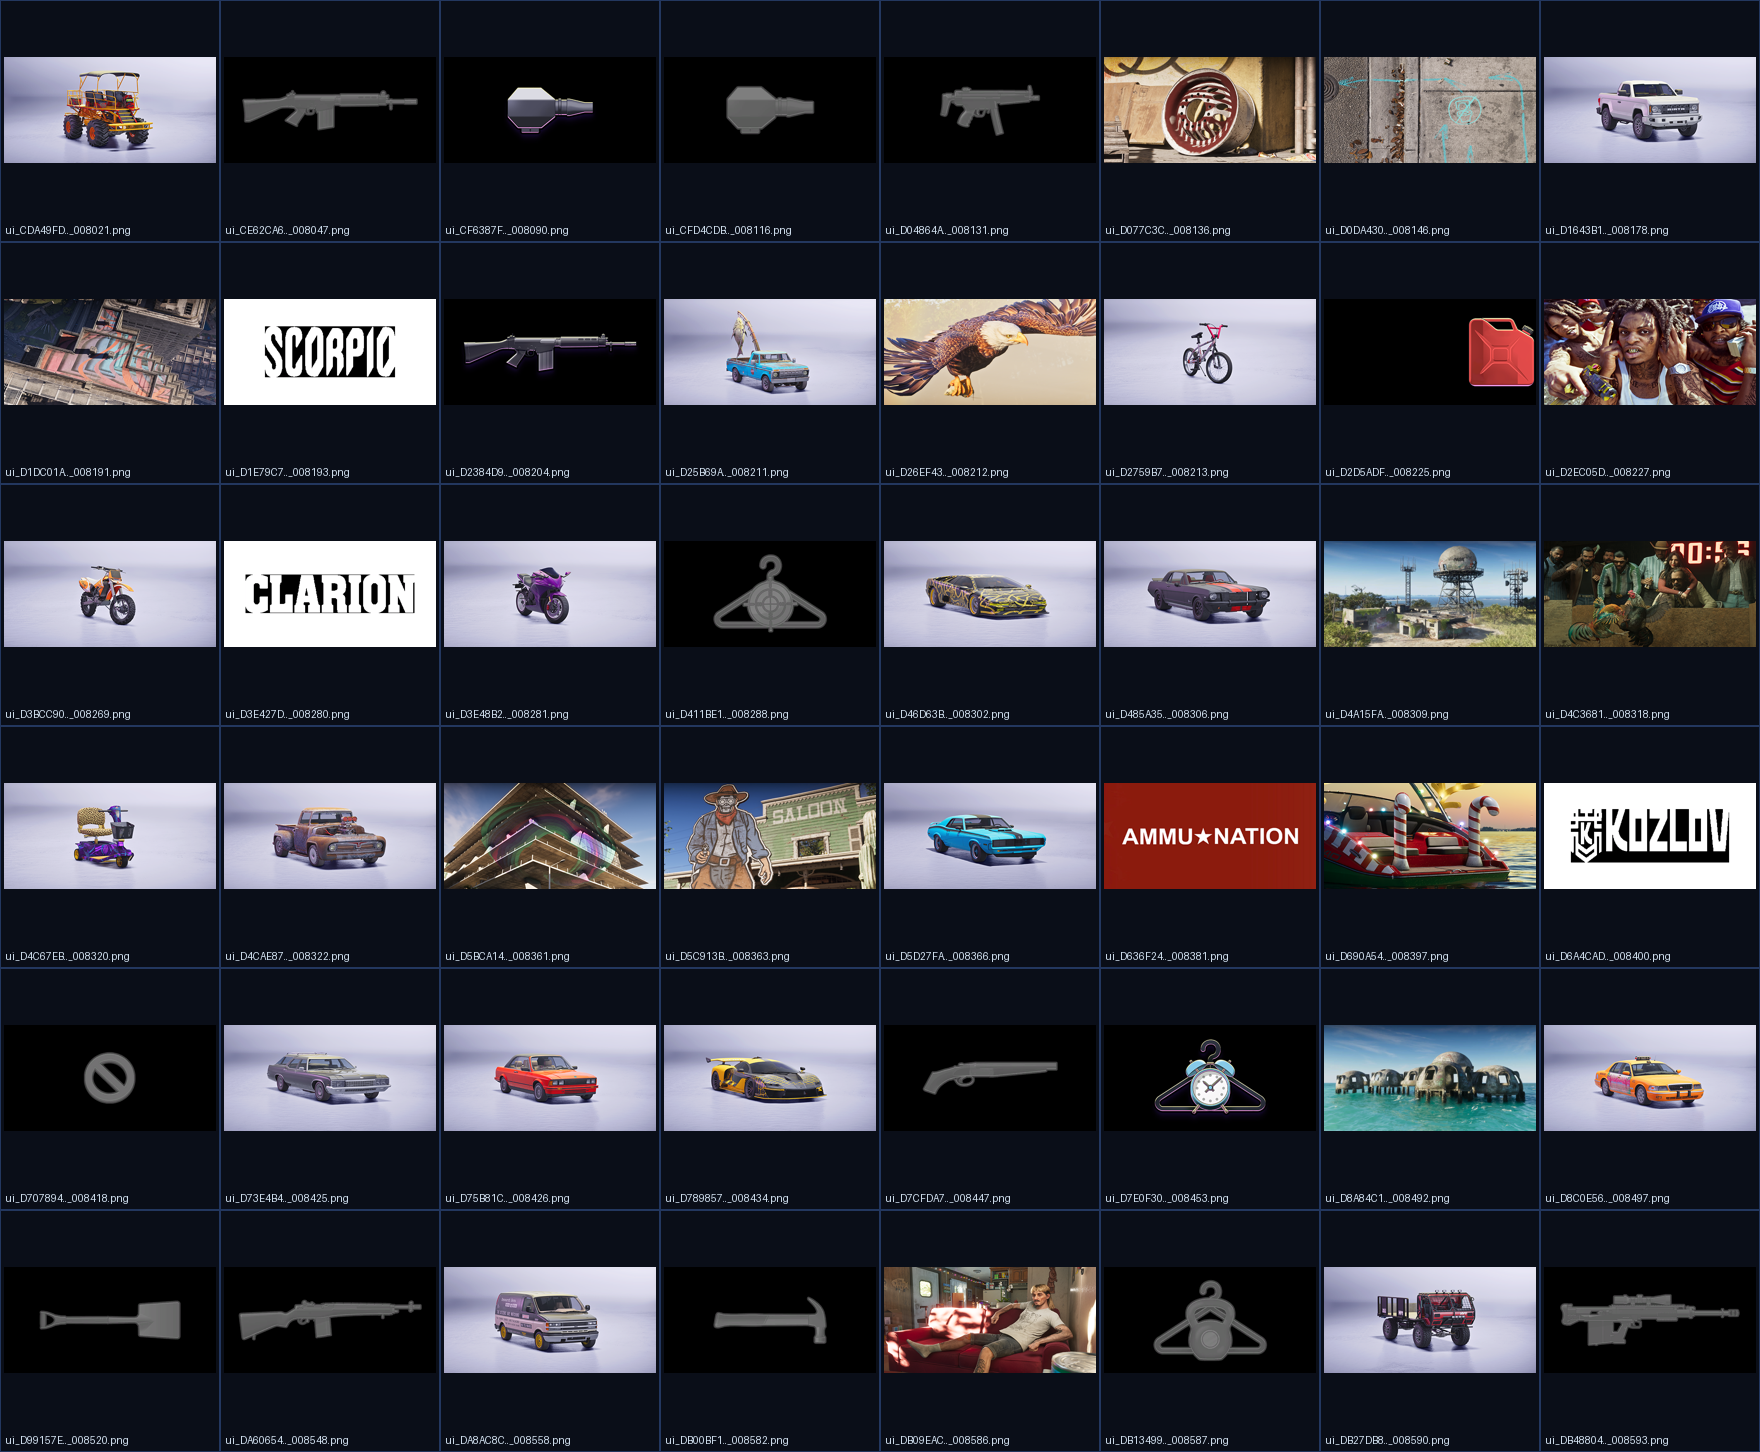 ui_CDA49FD.._008021.png
ui_CE62CA6.._008047.png
ui_CF6387F.._008090.png
ui_CFD4CDB.._008116.png
ui_D04864A.._008131.png
ui_D077C3C.._008136.png
ui_D0DA430.._008146.png
ui_D1643B1.._008178.png
SCORPIO
ui_D1DC01A.._008191.png
ui_D1E79C7.._008193.png
ui_D2384D9.._008204.png
ui_D25B69A.._008211.png
ui_D26EF43.._008212.png
ui_D2759B7.._008213.png
ui_D2D5ADF.._008225.png
ui_D2EC05D.._008227.png
CLARION
ui_D3BCC90.._008269.png
ui_D3E427D.._008280.png
ui_D3E48B2.._008281.png
ui_D411BE1.._008288.png
ui_D46D63B.._008302.png
ui_D485A35.._008306.png
ui_D4A15FA.._008309.png
ui_D4C3681.._008318.png
SALOON
AMMU★NATION
KOZLOV
ui_D4C67EB.._008320.png
ui_D4CAE87.._008322.png
ui_D5BCA14.._008361.png
ui_D5C913B.._008363.png
ui_D5D27FA.._008366.png
ui_D636F24.._008381.png
ui_D690A54.._008397.png
ui_D6A4CAD.._008400.png
ui_D707894.._008418.png
ui_D73E4B4.._008425.png
ui_D75B81C.._008426.png
ui_D789857.._008434.png
ui_D7CFDA7.._008447.png
ui_D7E0F30.._008453.png
ui_D8A84C1.._008492.png
ui_D8C0E56.._008497.png
ui_D99157E.._008520.png
ui_DA60654.._008548.png
ui_DA8AC8C.._008558.png
ui_DB00BF1.._008582.png
ui_DB09EAC.._008586.png
ui_DB13499.._008587.png
ui_DB27DB8.._008590.png
ui_DB48804.._008593.png